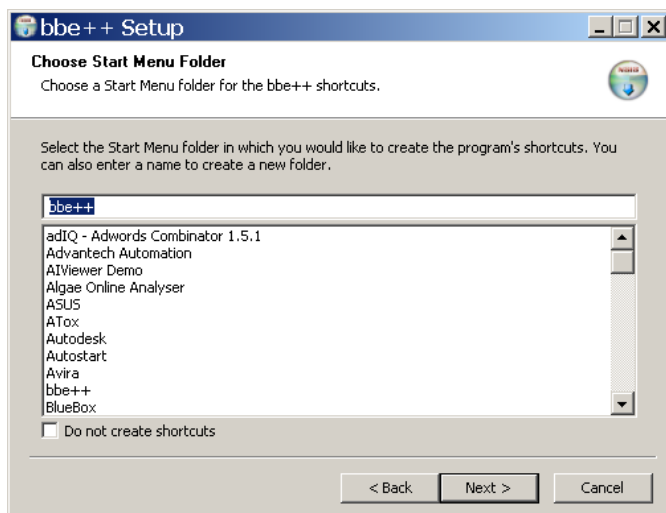 bbe++ Setup
Choose Start Menu Folder
Choose a Start Menu folder for the bbe++ shortcuts.
Select the Start Menu folder in which you would like to create the program's shortcuts. You
can also enter a name to create a new folder.
bbe++
adIQ - Adwords Combinator 1.5.1
Advantech Automation
AIViewer Demo
Algae Online Analyser
ASUS
ATox
Autodesk
Autostart
Avira
bbe++
BlueBox
Do not create shortcuts
< Back
Next >
Cancel